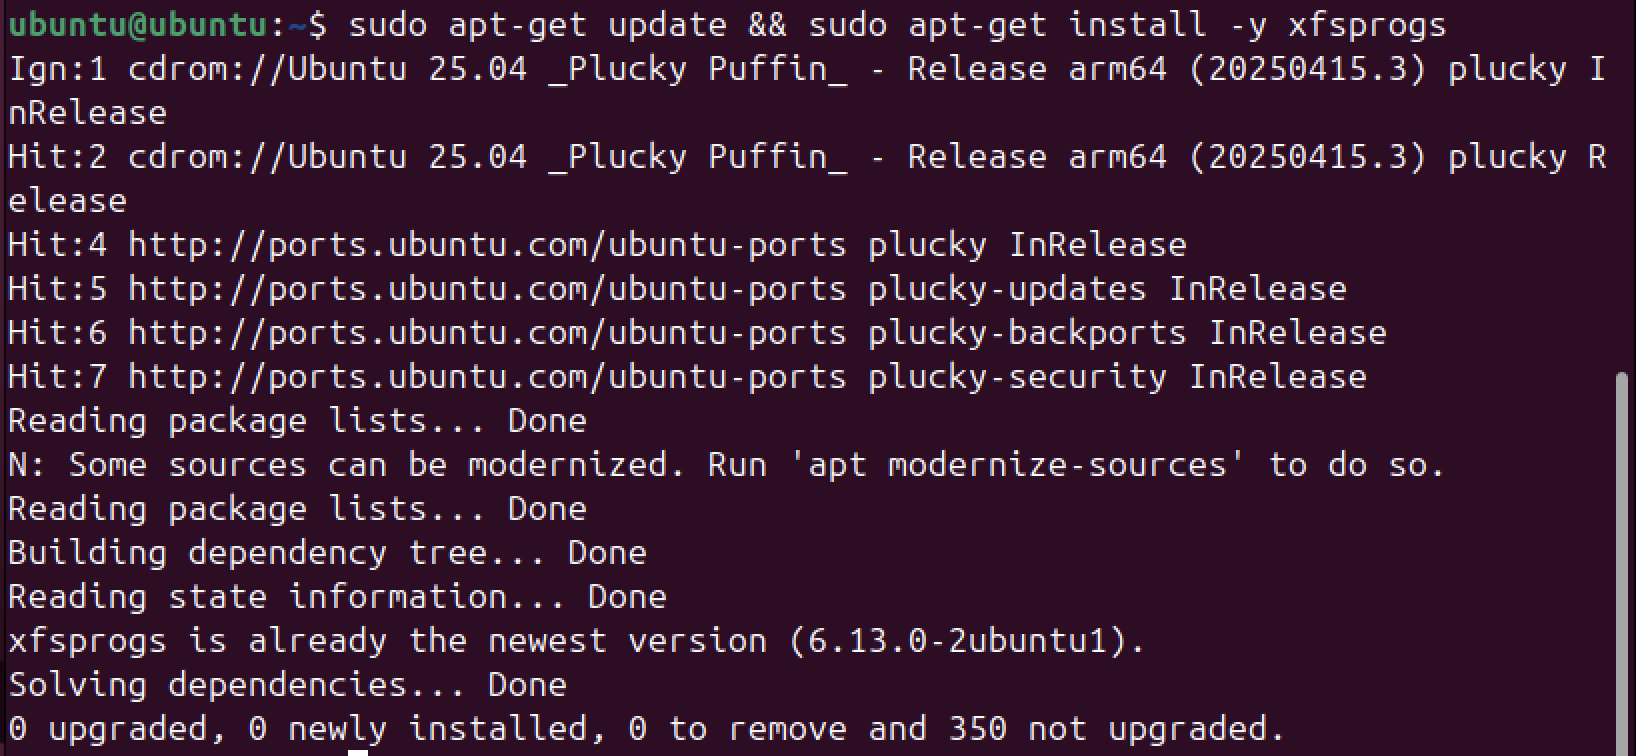 ubuntu@ubuntu:~$ sudo apt-get update && sudo apt-get install -y xfsprogs
Ign:1 cdrom://Ubuntu 25.04 _Plucky Puffin_ - Release arm64 (20250415.3) plucky I
nRelease
Hit:2 cdrom://Ubuntu 25.04 _Plucky Puffin_ - Release arm64 (20250415.3) plucky R
elease
Hit:4 http://ports.ubuntu.com/ubuntu-ports plucky InRelease
Hit:5 http://ports.ubuntu.com/ubuntu-ports plucky-updates InRelease
Hit:6 http://ports.ubuntu.com/ubuntu-ports plucky-backports InRelease
Hit:7 http://ports.ubuntu.com/ubuntu-ports plucky-security InRelease
Reading package lists... Done
N: Some sources can be modernized. Run 'apt modernize-sources' to do so.
Reading package lists... Done
Building dependency tree... Done
Reading state information... Done
xfsprogs is already the newest version (6.13.0-2ubuntu1).
Solving dependencies... Done
0 upgraded, 0 newly installed, 0 to remove and 350 not upgraded.